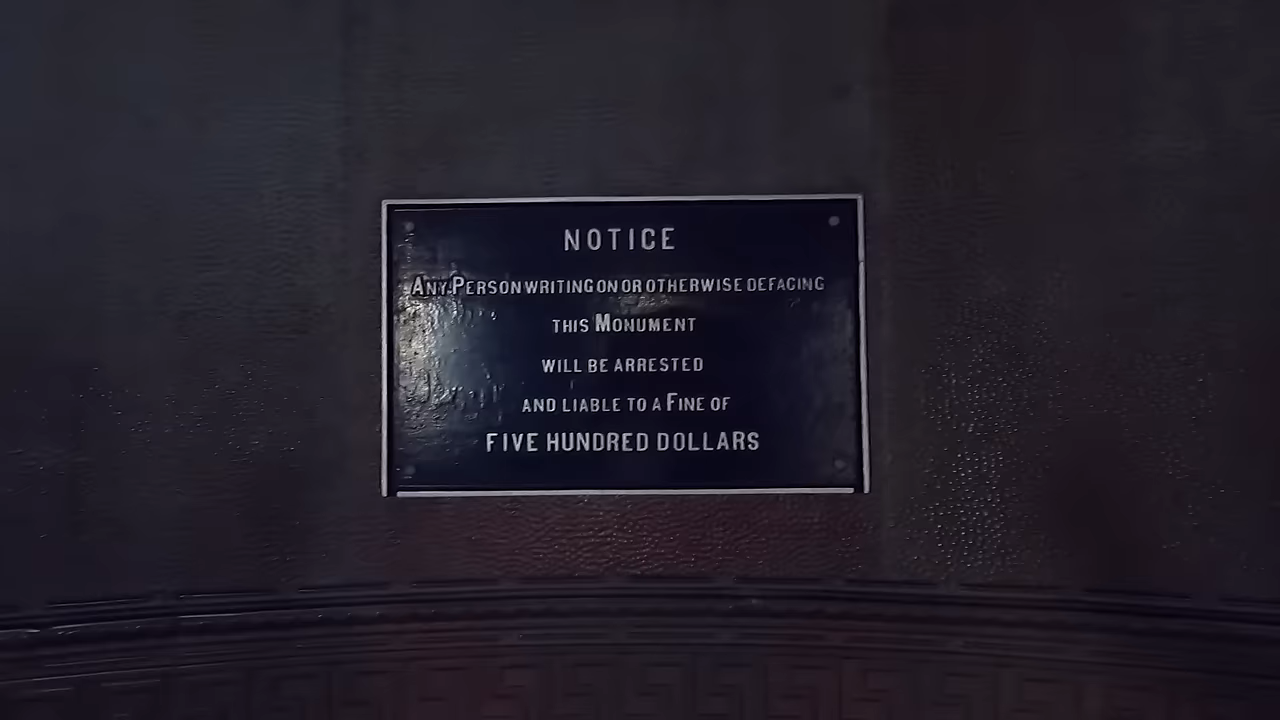 NOTICE
ANY PERSON WRITING ON OR OTHERWISE DEFACING
THIS MONUMENT
WILL BE ARRESTED
AND LIABLE TO A FINE OF
FIVE HUNDRED DOLLARS